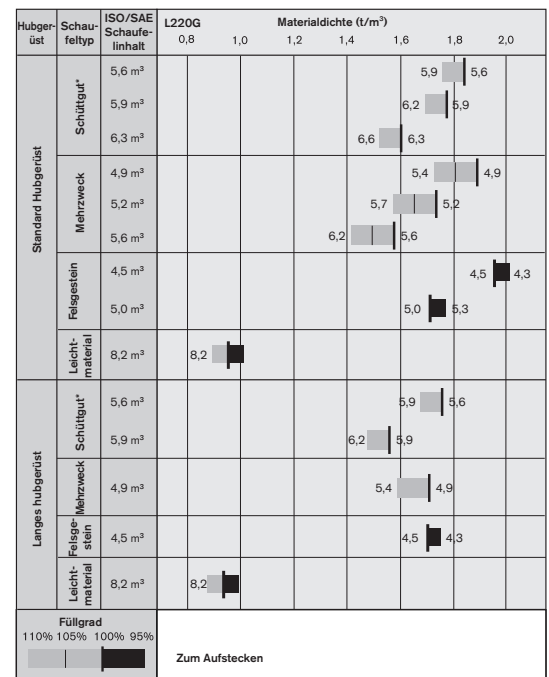 Hubgerüst
Schaufeltyp
ISO/SAE Schaufelinhalt
L220G
Materialdichte (t/m³)
0,8 1,0 1,2 1,4 1,6 1,8 2,0
Standard Hubgerüst
Schüttgut*
5,6 m³ 5,9 5,6
5,9 m³ 6,2 5,9
6,3 m³ 6,6 6,3
Mehrzweck
4,9 m³ 5,4 4,9
5,2 m³ 5,7 5,2
5,6 m³ 6,2 5,6
Felsgestein
4,5 m³ 4,5 4,3
5,0 m³ 5,0 5,3
Leicht-
material
8,2 m³ 8,2
Langes hubgerüst
Schüttgut*
5,6 m³ 5,9 5,6
5,9 m³ 6,2 5,9
Mehrzweck
4,9 m³ 5,4 4,9
Felsge-
stein
4,5 m³ 4,5 4,3
Leicht-
material
8,2 m³ 8,2
Füllgrad
110% 105% 100% 95%
Zum Aufstecken